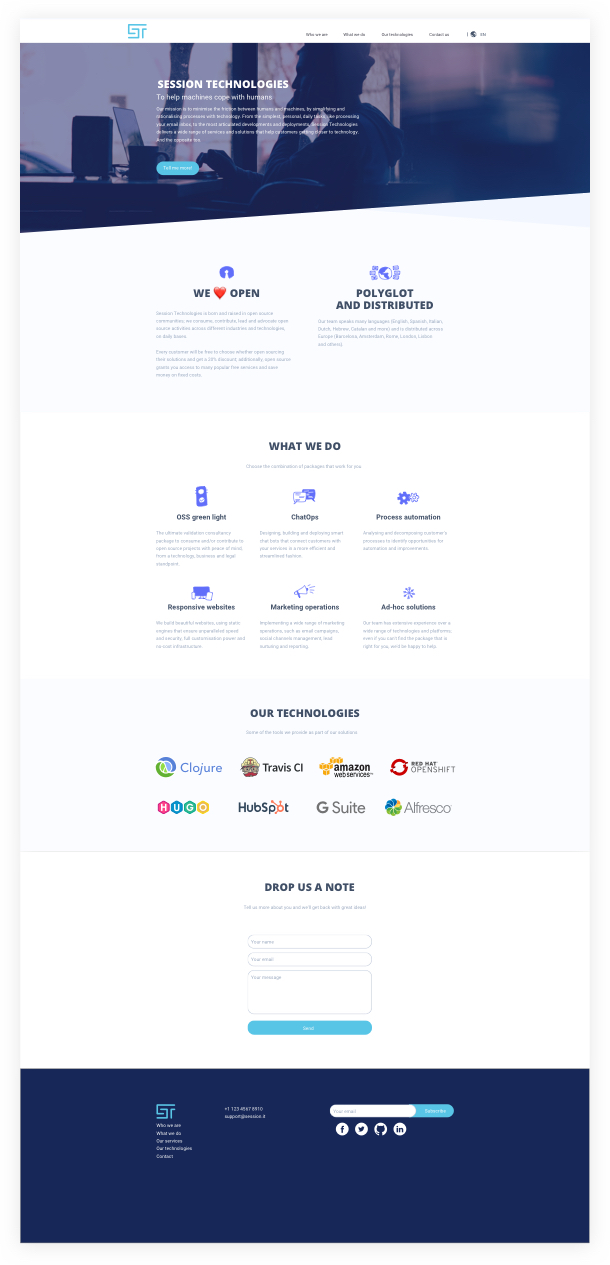 ST
Who we are
What we do
Our technologies
Contact us
| EN
SESSION TECHNOLOGIES
To help machines cope with humans
Our mission is to minimise the friction between humans and machines, by simplifying and
rationalising processes with technology. From the simplest, personal, daily tasks, like processing
your email inbox, to the most articulated developments and deployments, Session Technologies
delivers a wide range of services and solutions that help customers getting closer to technology.
And the opposite too.
Tell me more!
WE ❤️ OPEN
Session Technologies is born and raised in open source
communities; we consume, contribute, lead and advocate open
source activities across different industries and technologies,
on daily bases.
Every customer will be free to choose whether open sourcing
their solutions and get a 20% discount; additionally, open source
grants you access to many popular free services and save
money on fixed costs.
POLYGLOT
AND DISTRIBUTED
Our team speaks many languages (English, Spanish, Italian,
Dutch, Hebrew, Catalan and more) and is distributed across
Europe (Barcelona, Amsterdam, Rome, London, Lisbon
and others).
WHAT WE DO
Choose the combination of packages that work for you
OSS green light
The ultimate validation consultancy
package to consume and/or contribute to
open source projects with peace of mind,
from a technology, business and legal
standpoint.
ChatOps
Designing, building and deploying smart
chat bots that connect customers with
your services in a more efficient and
streamlined fashion.
Process automation
Analysing and decomposing customer's
processes to identify opportunities for
automation and improvements.
Responsive websites
We build beautiful websites, using static
engines that ensure unparalleled speed
and security, full customisation power and
no cost infrastructure.
Marketing operations
Implementing a wide range of marketing
operations, such as email campaigns,
social channels management, lead
nurturing and reporting.
Ad-hoc solutions
Our team has extensive experience over a
wide range of technologies and platforms,
even if you can't find the package that is
right for you, we'd be happy to help.
OUR TECHNOLOGIES
Some of the tools we provide as part of our solutions
Clojure
Travis CI
amazon
webservices™
RED HAT
OPENSHIFT
HUGO
HubSpot
G Suite
Alfresco
DROP US A NOTE
Tell us more about you and we'll get back with great ideas!
Your name
Your email
Your message
Send
ST
Who we are
What we do
Our services
Our technologies
Contact
+1 123 4567 8910
support@session.it
Your email
Subscribe